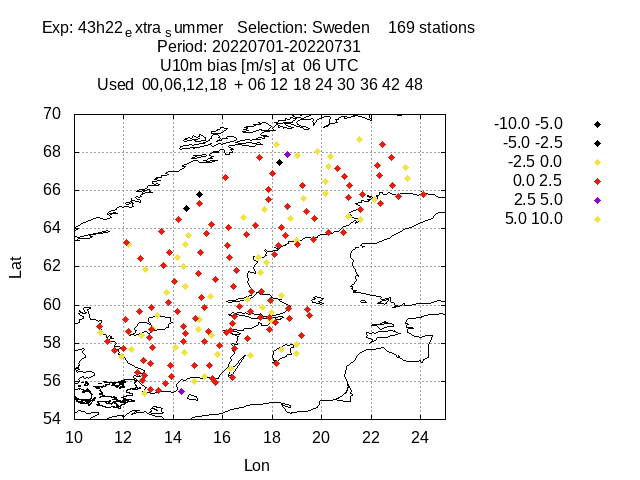 Exp: 43h22extrasummer Selection: Sweden 169 stations
Period: 20220701-20220731
U10m bias [m/s] at 06 UTC
Used 00,06,12,18 + 06 12 18 24 30 36 42 48
-10.0 -5.0
-5.0 -2.5
-2.5 0.0
0.0 2.5
2.5 5.0
5.0 10.0
Lat
70
68
66
64
62
60
58
56
54
10 12 14 16 18 20 22 24
Lon